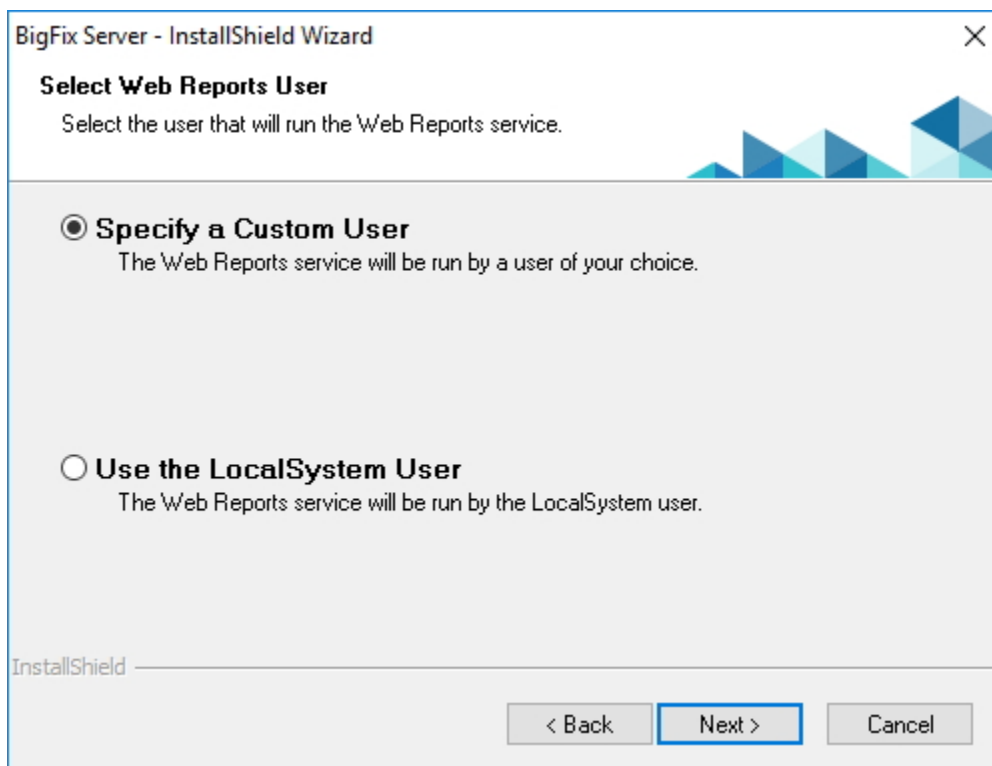 BigFix Server - InstallShield Wizard
Select Web Reports User
Select the user that will run the Web Reports service.
Specify a Custom User
The Web Reports service will be run by a user of your choice.
Use the LocalSystem User
The Web Reports service will be run by the LocalSystem user.
InstallShield
< Back Next > Cancel